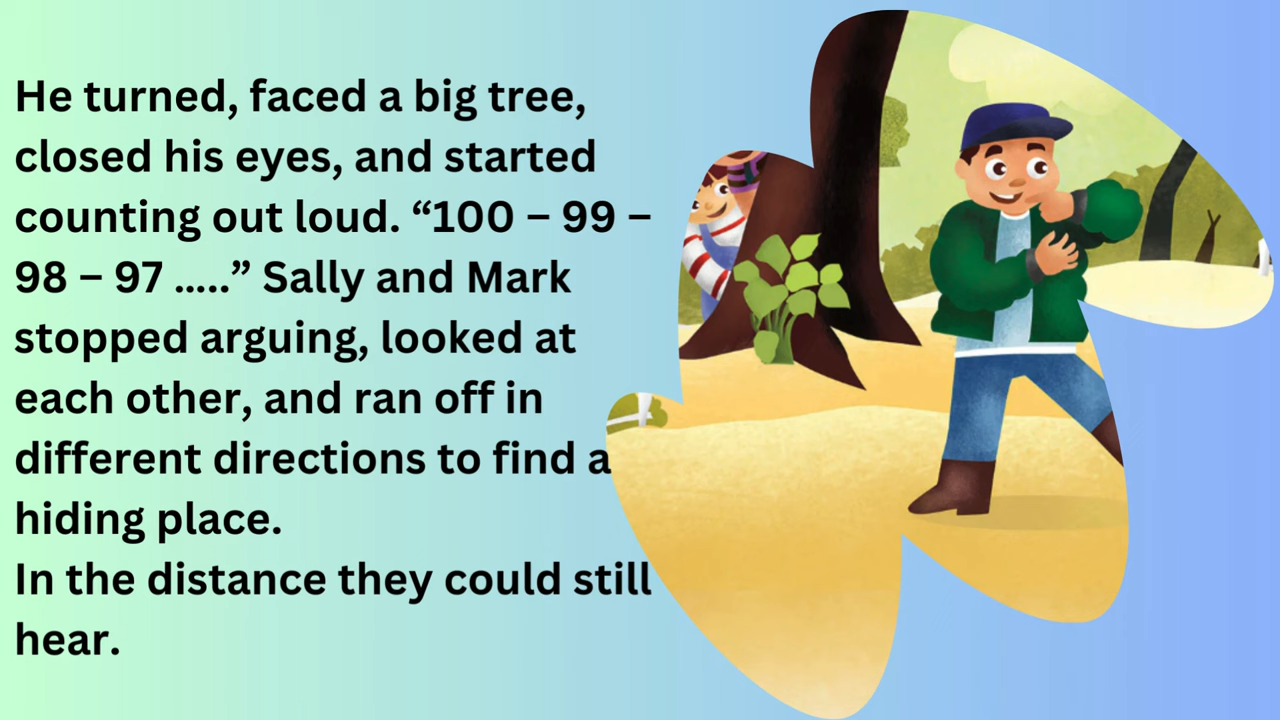 He turned, faced a big tree,
closed his eyes, and started
counting out loud. “100 – 99 –
98 – 97 .....” Sally and Mark
stopped arguing, looked at
each other, and ran off in
different directions to find a
hiding place.
In the distance they could still
hear.